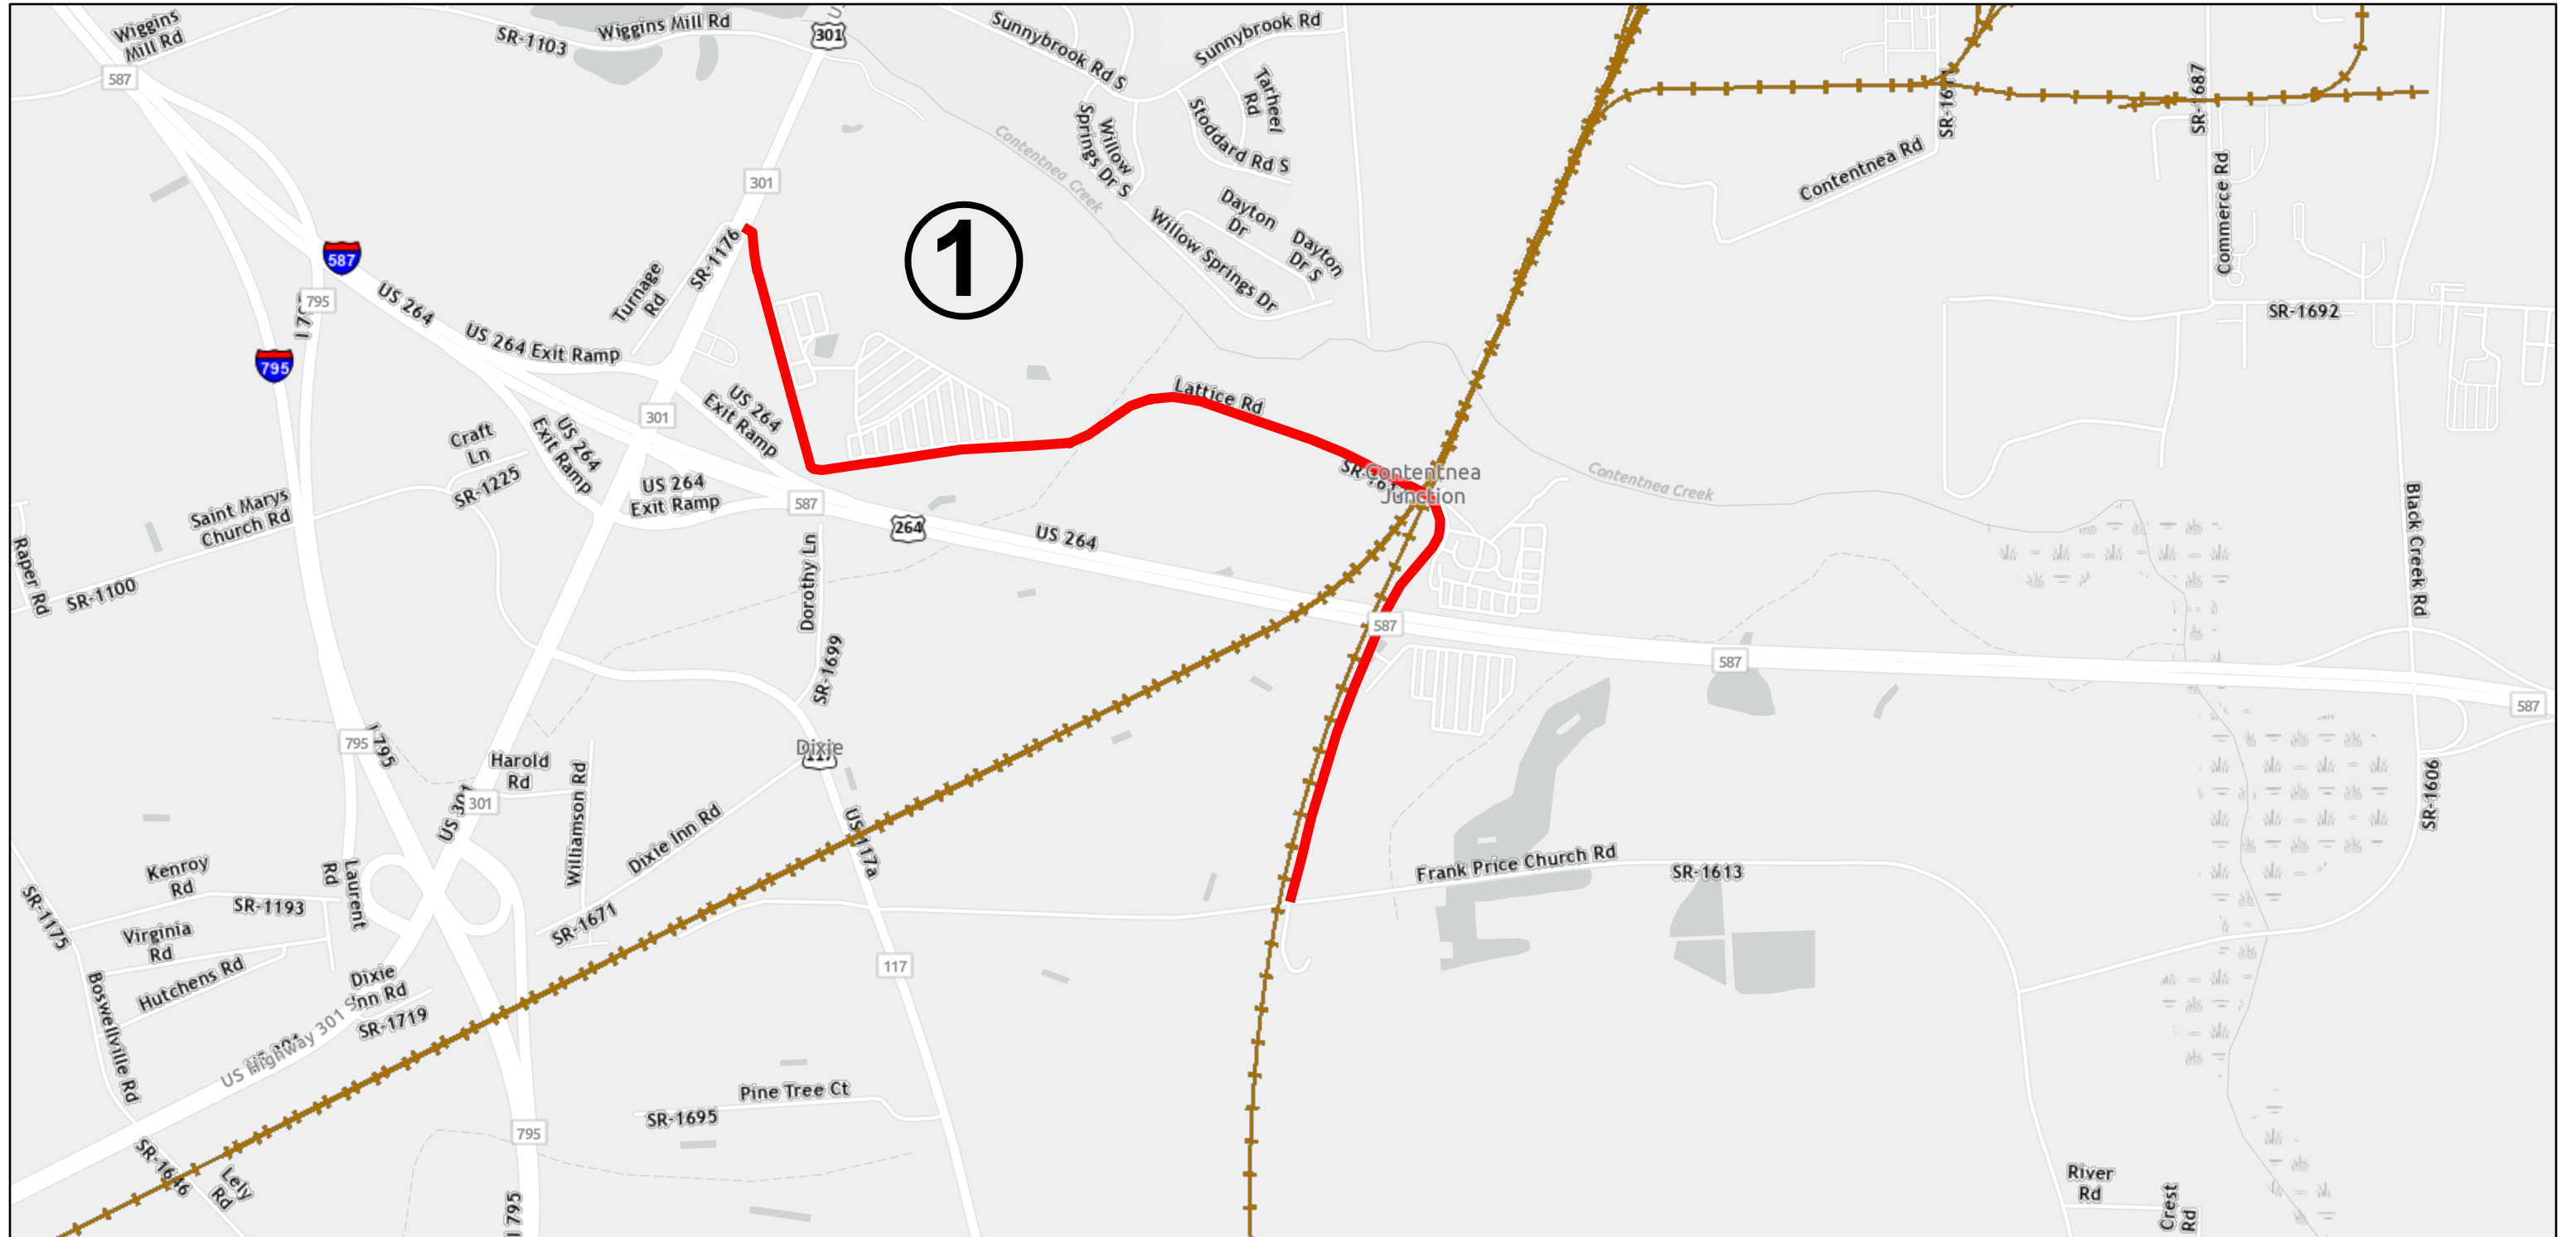 Wiggins
Mill Rd
587
SR-1103
Wiggins Mill Rd
301
Sunnybrook Rd S
Sunnybrook Rd
Tarheel
Rd
Stoddard Rd S
Willow
Springs Dr S
Contentnea Creek
Dayton
Dr
Dayton
Dr S
Willow Springs Dr
SR-1687
Contentnea Rd
Commerce Rd
SR-1692
301
1
SR-1176
Turnage
Rd
587
795
US 264
US 264 Exit Ramp
795
301
US 264
Exit Ramp
US 264
Exit Ramp
US 264
Exit Ramp
Craft
Ln
SR-1225
Saint Marys
Church Rd
Raper Rd
SR-1100
587
264
US 264
Lattice Rd
Contentnea
Junction
Contentnea Creek
Black Creek Rd
Dorothy Ln
SR-1699
587
587
587
SR-1606
795
I 795
Harold
Rd
301
US 301
Williamson Rd
Dixie
Dixie Inn Rd
US 117a
Frank Price Church Rd
SR-1613
Kenroy
Rd
SR-1193
Laurent
Rd
SR-1175
Virginia
Rd
Hutchens Rd
SR-1671
117
Dixie
Inn Rd
SR-1719
US Highway 301 S
Boswellville Rd
Pine Tree Ct
SR-1695
795
I 795
SR-1646
Lely
Rd
River
Rd
Crest
Rd